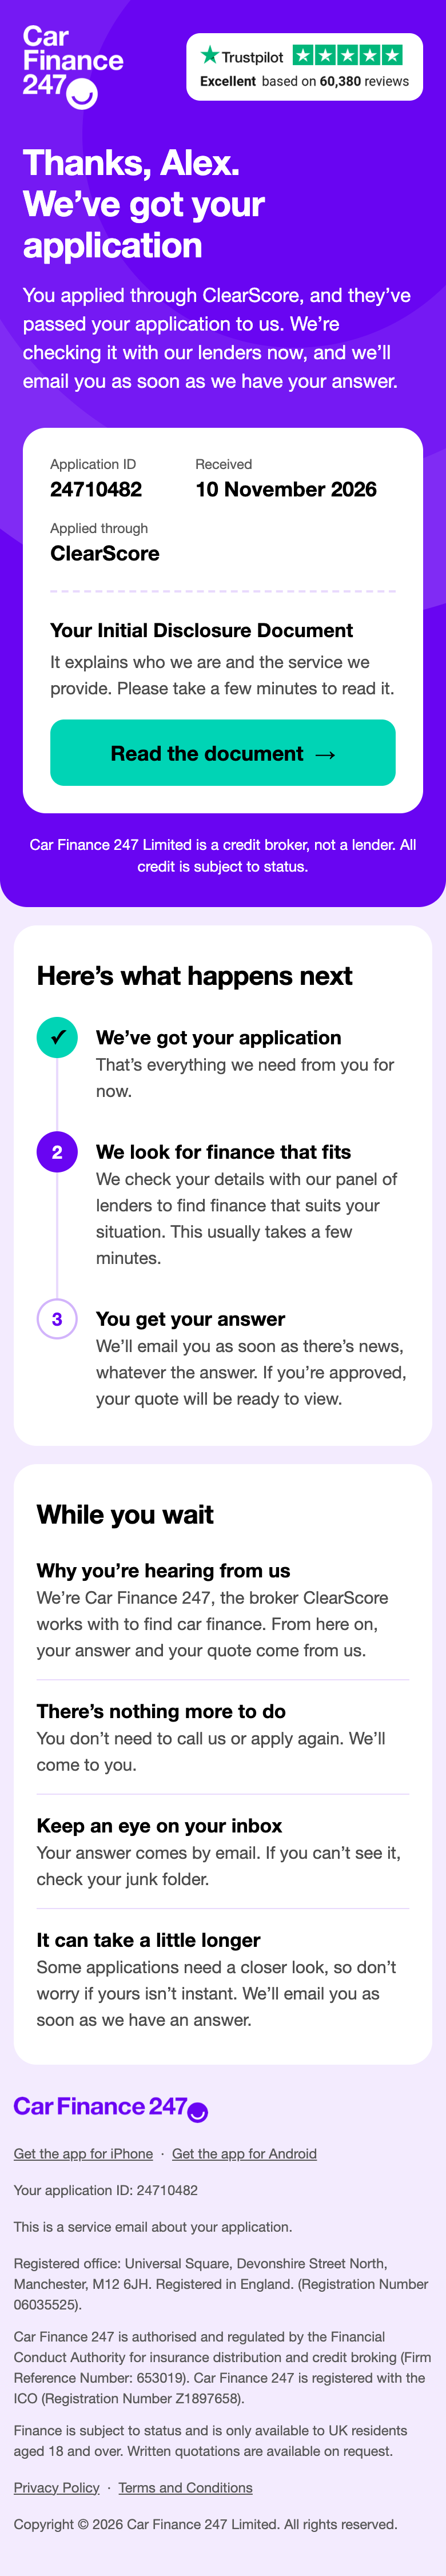 Car
Finance
247
Trustpilot
Excellent based on 60,380 reviews
Thanks, Alex.
We’ve got your
application
You applied through ClearScore, and they’ve
passed your application to us. We’re
checking it with our lenders now, and we’ll
email you as soon as we have your answer.
Application ID
24710482
Received
10 November 2026
Applied through
ClearScore
Your Initial Disclosure Document
It explains who we are and the service we
provide. Please take a few minutes to read it.
Read the document →
Car Finance 247 Limited is a credit broker, not a lender. All
credit is subject to status.
Here’s what happens next
✓
We’ve got your application
That’s everything we need from you for
now.
2
We look for finance that fits
We check your details with our panel of
lenders to find finance that suits your
situation. This usually takes a few
minutes.
3
You get your answer
We’ll email you as soon as there’s news,
whatever the answer. If you’re approved,
your quote will be ready to view.
While you wait
Why you’re hearing from us
We’re Car Finance 247, the broker ClearScore
works with to find car finance. From here on,
your answer and your quote come from us.
There’s nothing more to do
You don’t need to call us or apply again. We’ll
come to you.
Keep an eye on your inbox
Your answer comes by email. If you can’t see it,
check your junk folder.
It can take a little longer
Some applications need a closer look, so don’t
worry if yours isn’t instant. We’ll email you as
soon as we have an answer.
Car Finance 247
Get the app for iPhone · Get the app for Android
Your application ID: 24710482
This is a service email about your application.
Registered office: Universal Square, Devonshire Street North,
Manchester, M12 6JH. Registered in England. (Registration Number
06035525).
Car Finance 247 is authorised and regulated by the Financial
Conduct Authority for insurance distribution and credit broking (Firm
Reference Number: 653019). Car Finance 247 is registered with the
ICO (Registration Number Z1897658).
Finance is subject to status and is only available to UK residents
aged 18 and over. Written quotations are available on request.
Privacy Policy · Terms and Conditions
Copyright © 2026 Car Finance 247 Limited. All rights reserved.